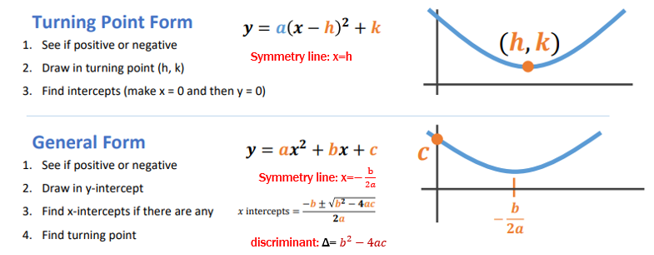 Turning Point Form
y = a(x – h)² + k
1. See if positive or negative
Symmetry line: x=h
2. Draw in turning point (h, k)
3. Find intercepts (make x = 0 and then y = 0)
(h, k)
General Form
y = ax² + bx + c
1. See if positive or negative
Symmetry line: x=− b/2a
2. Draw in y-intercept
3. Find x-intercepts if there are any
x intercepts = −b ± √b² − 4ac / 2a
4. Find turning point
discriminant: Δ= b² − 4ac
c
− b/2a